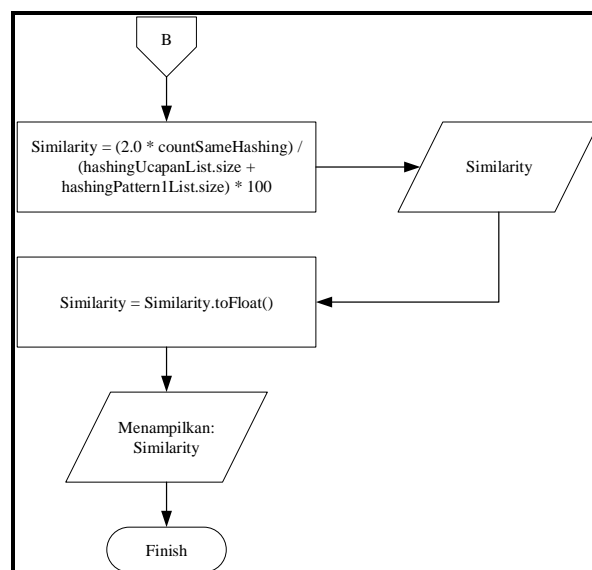 B
Similarity = (2.0 * countSameHashing) /
(hashingUcapanList.size +
hashingPattern1List.size) * 100
Similarity
Similarity = Similarity.toFloat()
Menampilkan:
Similarity
Finish